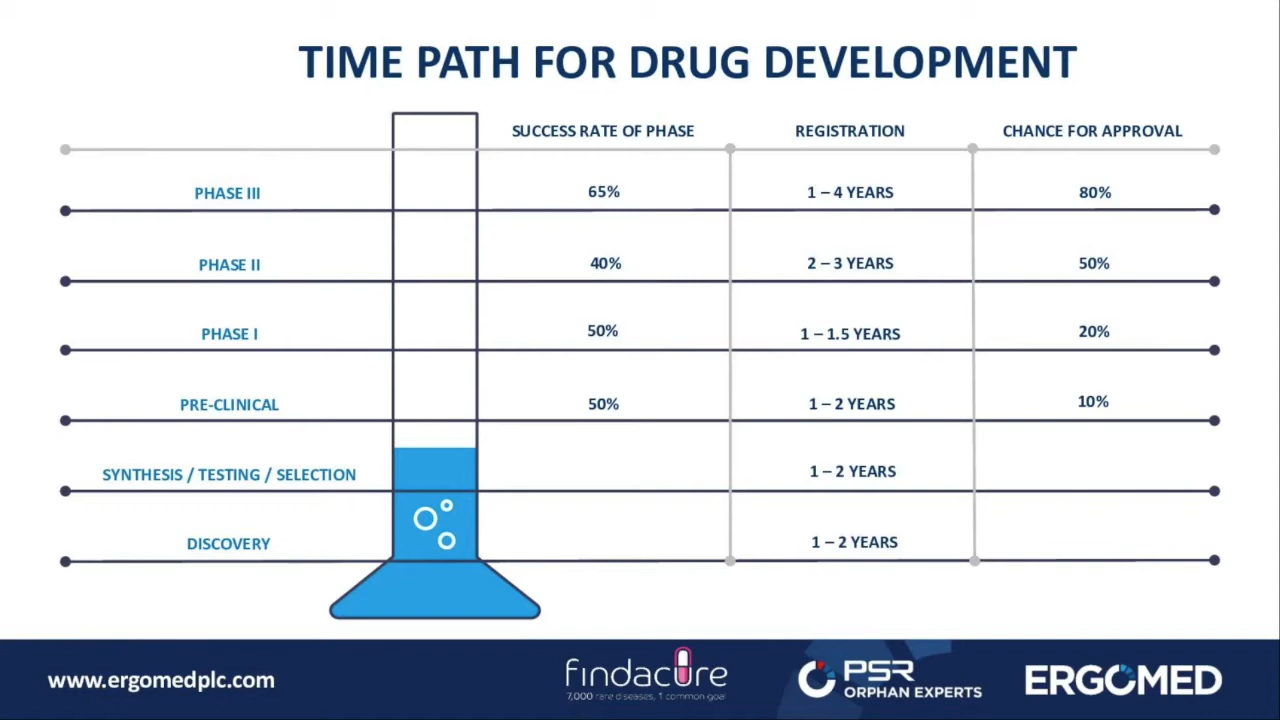 TIME PATH FOR DRUG DEVELOPMENT
SUCCESS RATE OF PHASE REGISTRATION CHANCE FOR APPROVAL
PHASE III 65% 1 – 4 YEARS 80%
PHASE II 40% 2 – 3 YEARS 50%
PHASE I 50% 1 – 1.5 YEARS 20%
PRE-CLINICAL 50% 1 – 2 YEARS 10%
SYNTHESIS / TESTING / SELECTION 1 – 2 YEARS
DISCOVERY 1 – 2 YEARS
www.ergomedplc.com
findacure
7,000 rare diseases, 1 common goal
PSR
ORPHAN EXPERTS
ERGOMED